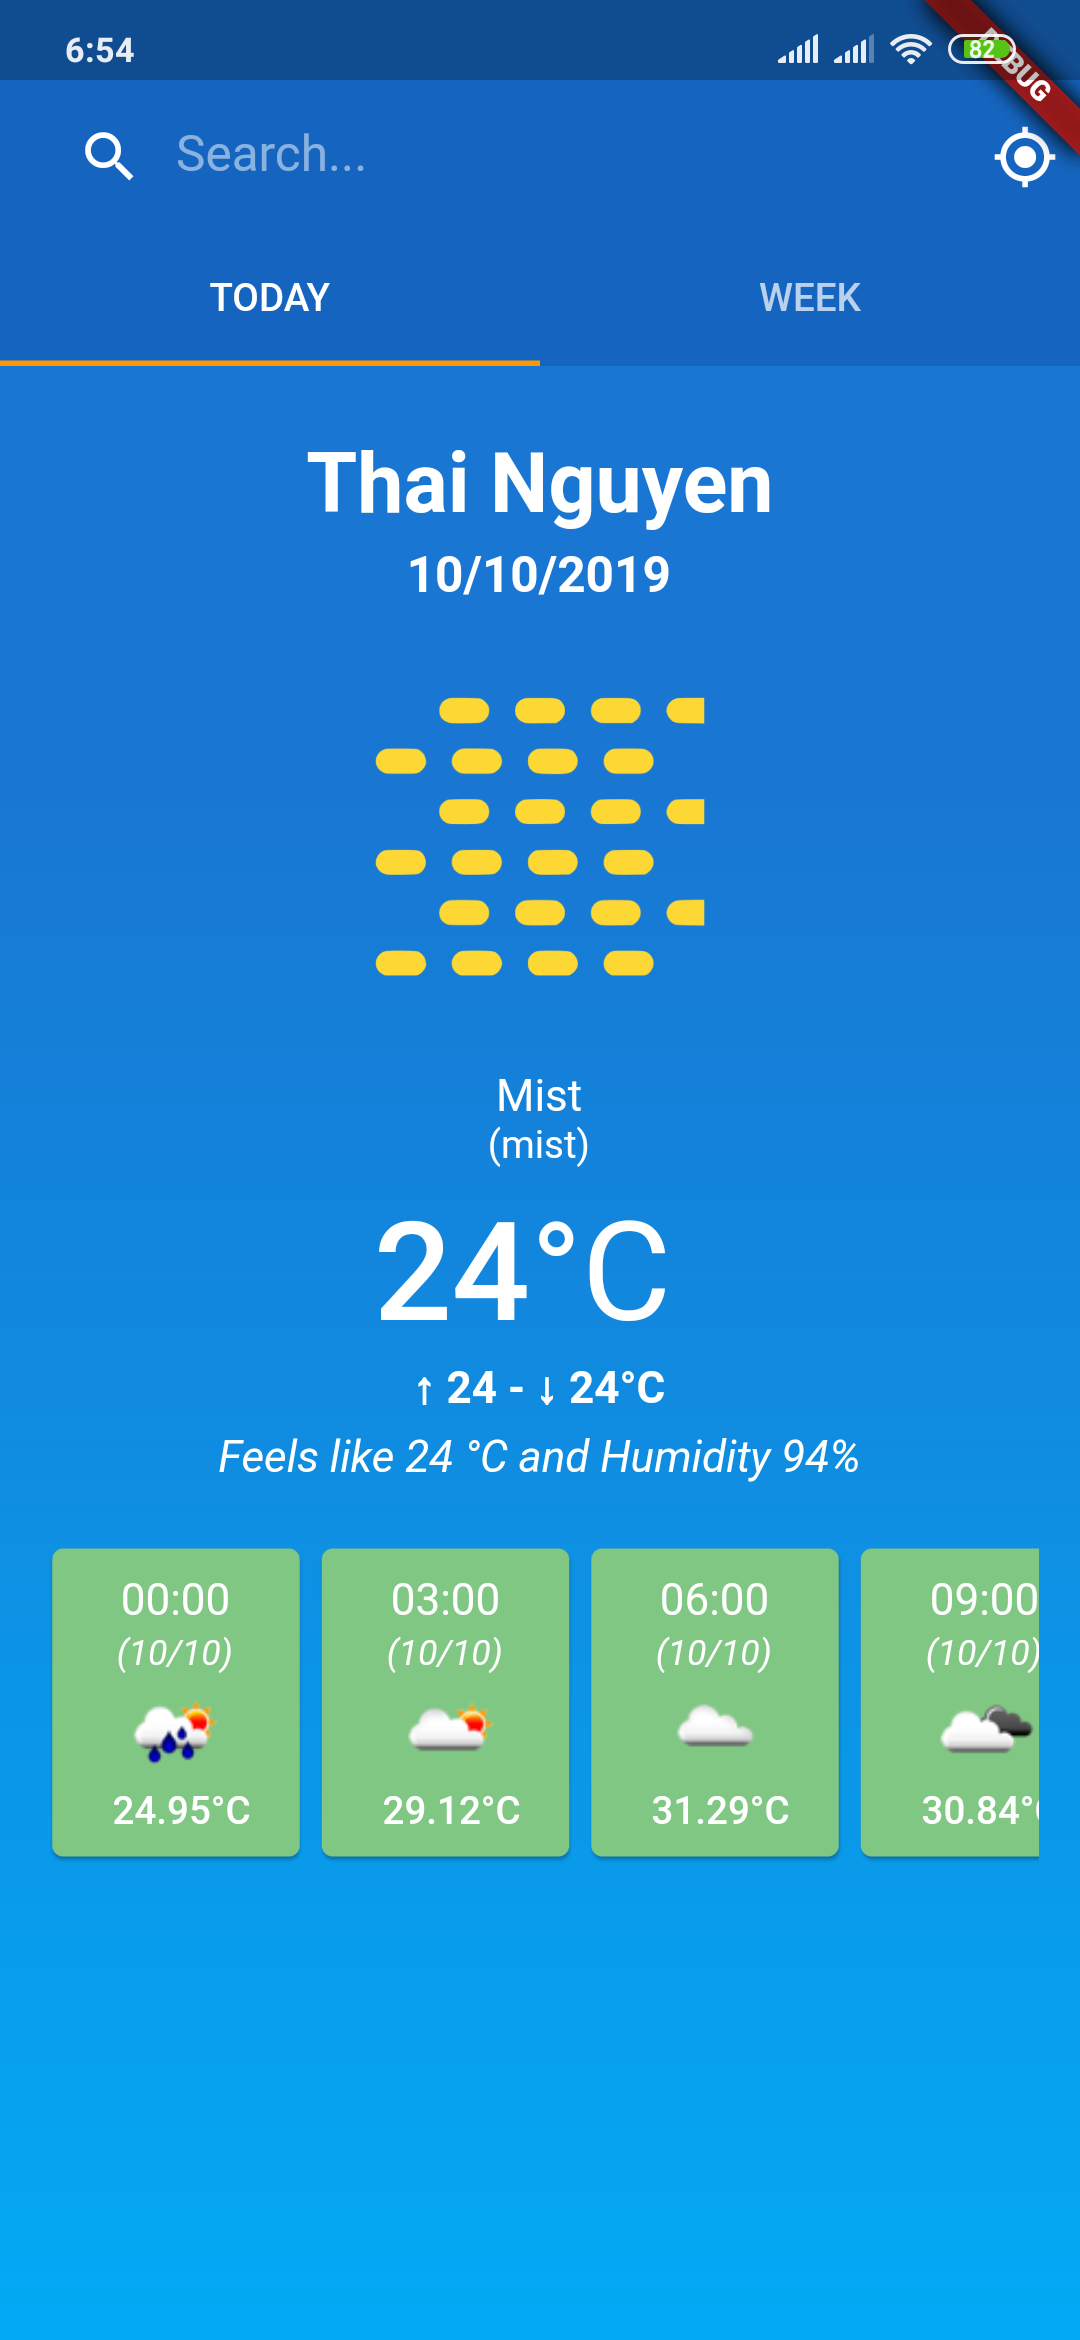 6:54
82
Search...
TODAY
WEEK
Thai Nguyen
10/10/2019
Mist
(mist)
24°C
↑ 24 - ↓ 24°C
Feels like 24 °C and Humidity 94%
00:00 03:00 06:00 09:00
(10/10) (10/10) (10/10) (10/10)
24.95°C 29.12°C 31.29°C 30.84°